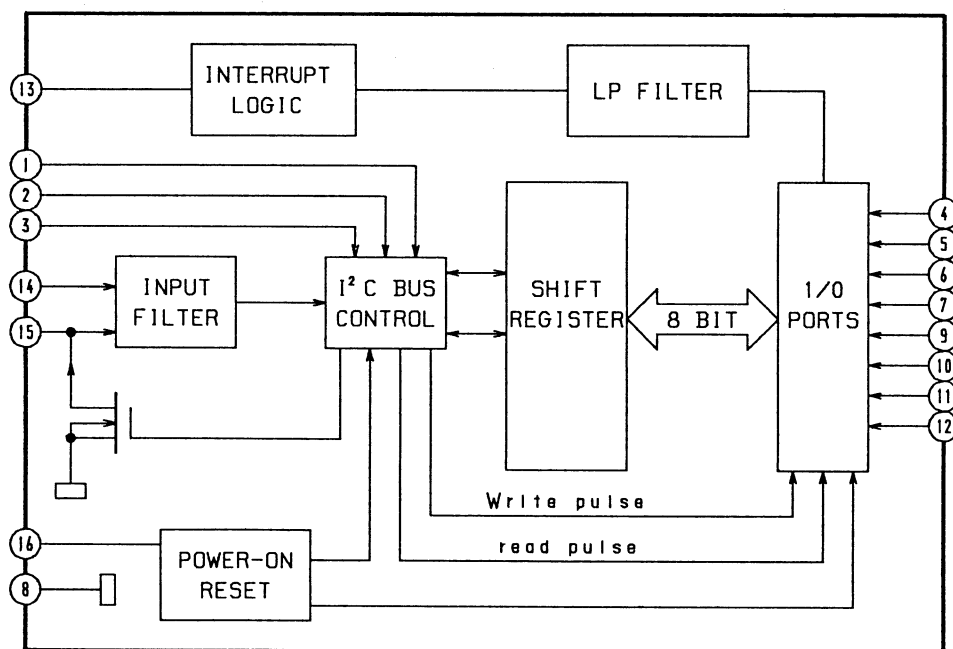 13
INTERRUPT
LOGIC
LP FILTER
1
2
3
4
5
6
7
9
10
11
12
14
15
INPUT
FILTER
I² C BUS
CONTROL
SHIFT
REGISTER
8 BIT
1/0
PORTS
Write pulse
read pulse
16
8
POWER-ON
RESET